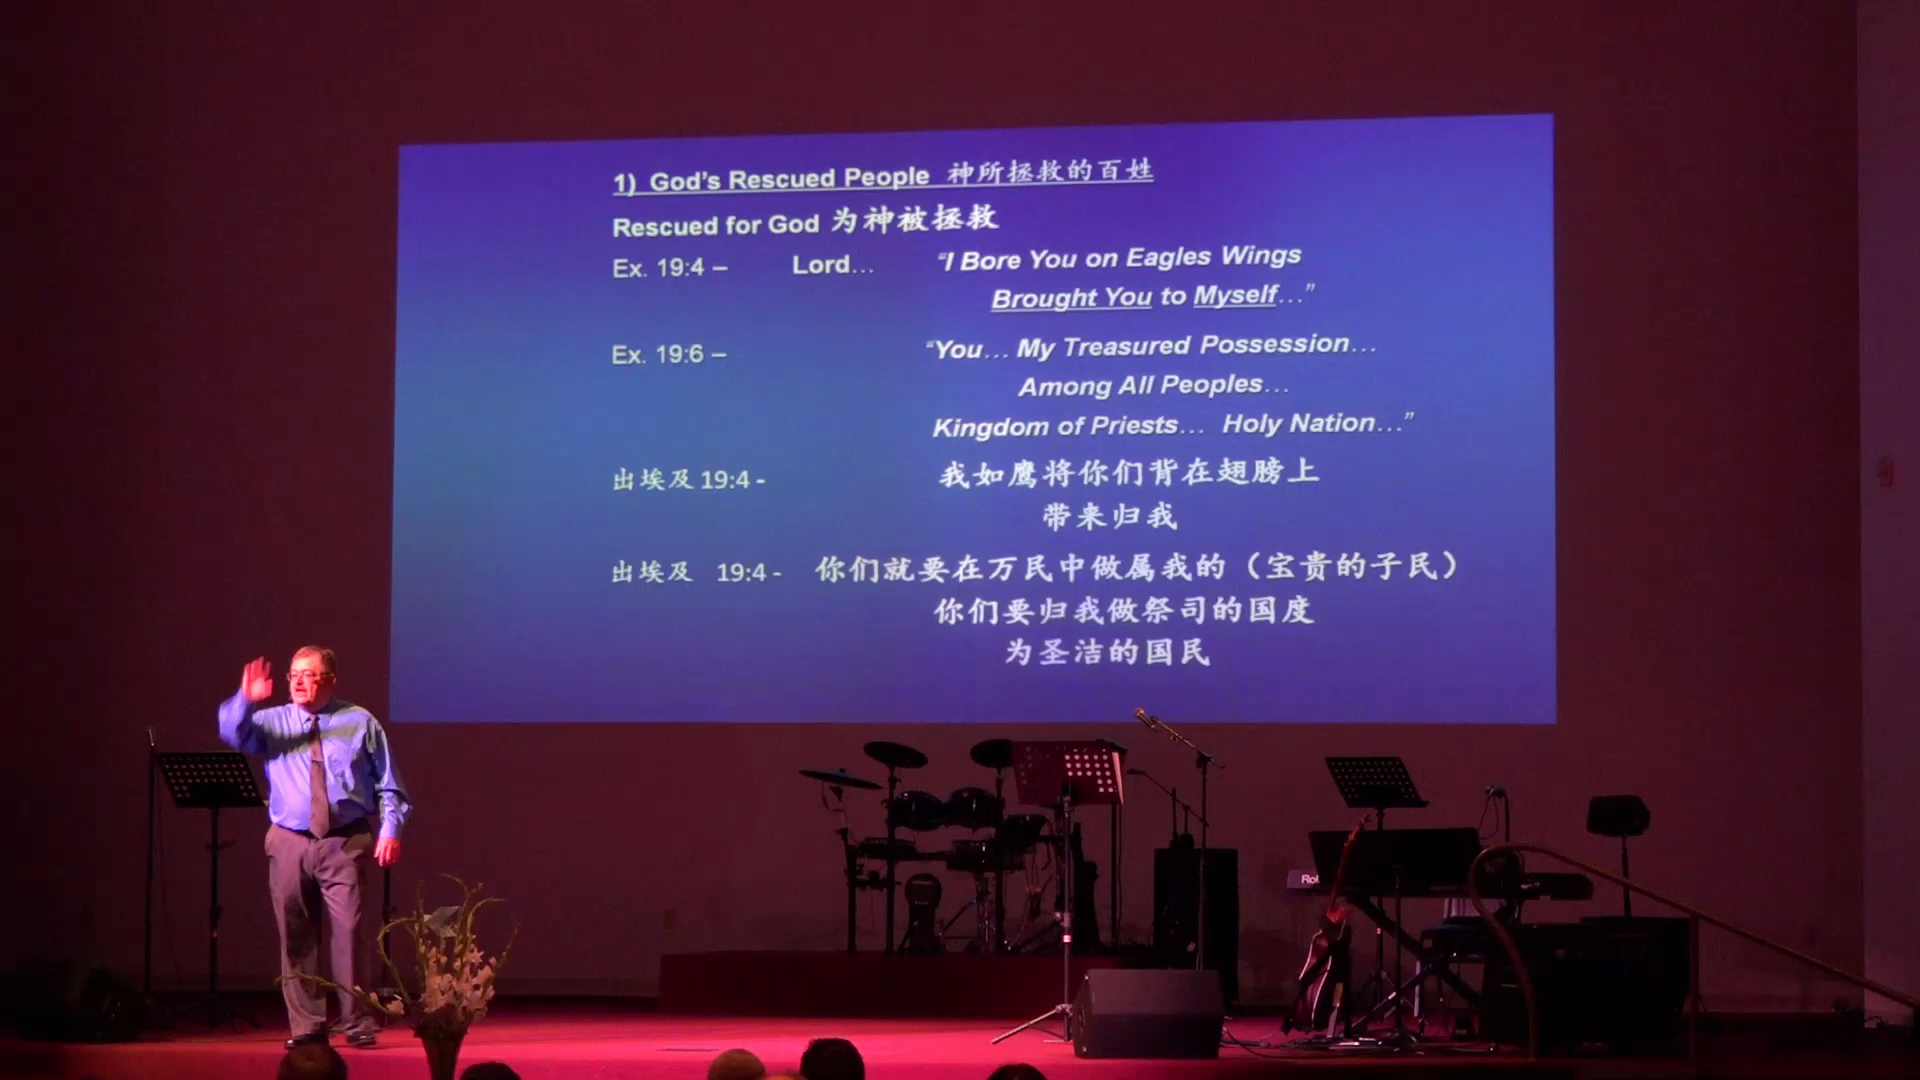 1) God's Rescued People 神所拯救的百姓
Rescued for God 为神被拯救
Ex. 19:4 – Lord… “I Bore You on Eagles Wings
Brought You to Myself…”
Ex. 19:6 – “You… My Treasured Possession…
Among All Peoples…
Kingdom of Priests… Holy Nation…”
出埃及 19:4 - 我如鹰将你们背在翅膀上
带来归我
出埃及 19:4 - 你们就要在万民中做属我的（宝贵的子民）
你们要归我做祭司的国度
为圣洁的国民